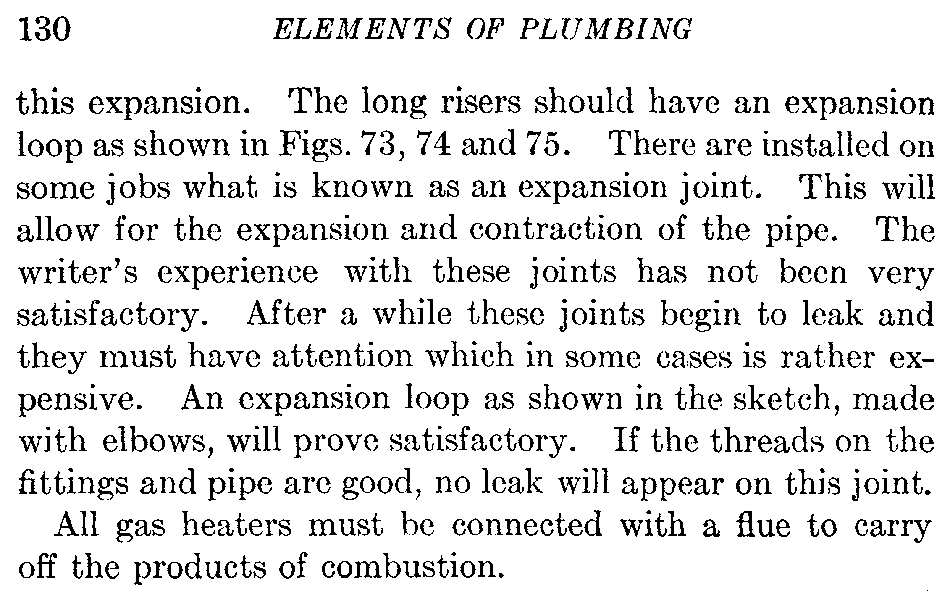 130 ELEMENTS OF PLUMBING
this expansion. The long risers should have an expansion
loop as shown in Figs. 73, 74 and 75. There are installed on
some jobs what is known as an expansion joint. This will
allow for the expansion and contraction of the pipe. The
writer's experience with these joints has not been very
satisfactory. After a while these joints begin to leak and
they must have attention which in some cases is rather ex-
pensive. An expansion loop as shown in the sketch, made
with elbows, will prove satisfactory. If the threads on the
fittings and pipe are good, no leak will appear on this joint.
All gas heaters must be connected with a flue to carry
off the products of combustion.